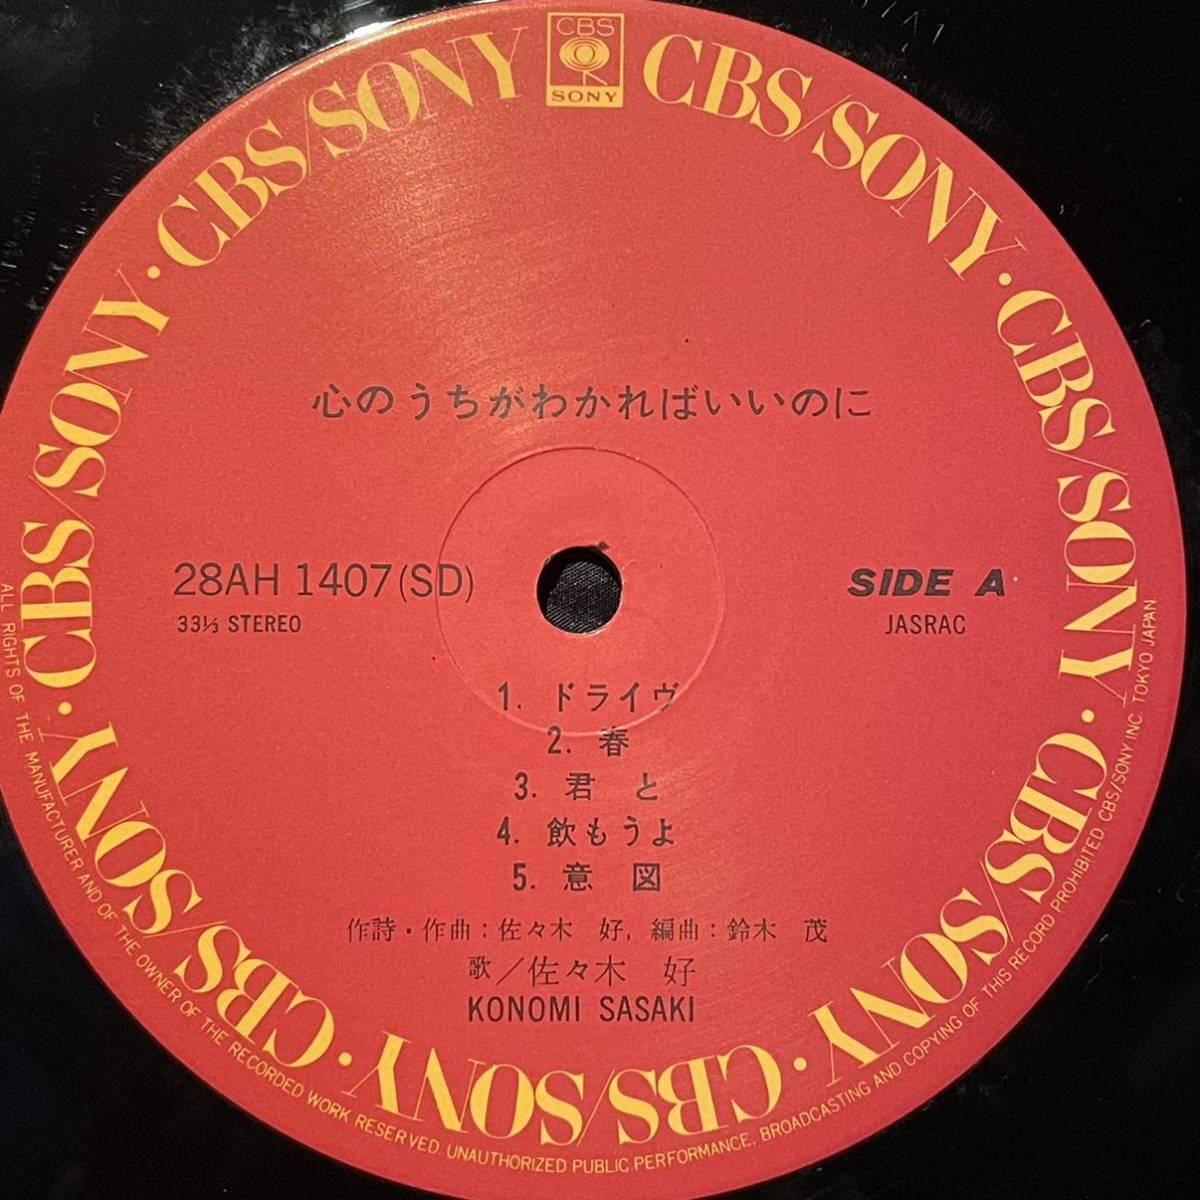 CBS
SONY
CBS/SONY · CBS/SONY · CBS/SONY · CBS/SONY · CBS/SONY · CBS/SONY · CBS/SONY · CBS/SONY
心のうちがわかればいいのに
28AH 1407(SD)
33⅓ STEREO
SIDE A
JASRAC
1. ドライヴ
2. 春
3. 君と
4. 飲もうよ
5. 意図
作詩・作曲：佐々木 好, 編曲：鈴木 茂
歌／佐々木 好
KONOMI SASAKI
ALL RIGHTS OF THE MANUFACTURER AND OF THE OWNER OF THE RECORDED WORK RESERVED. UNAUTHORIZED PUBLIC PERFORMANCE, BROADCASTING AND COPYING OF THIS RECORD PROHIBITED. CBS/SONY INC. TOKYO JAPAN